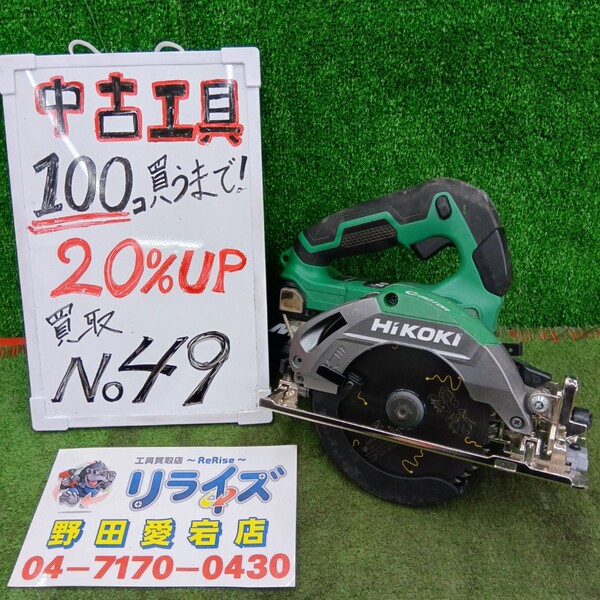 中古工具
100コ買うまで!
20%UP
買取
No.49
HiKOKI
工具買取店 ～ReRise～
リライズ
野田愛宕店
04-7170-0430